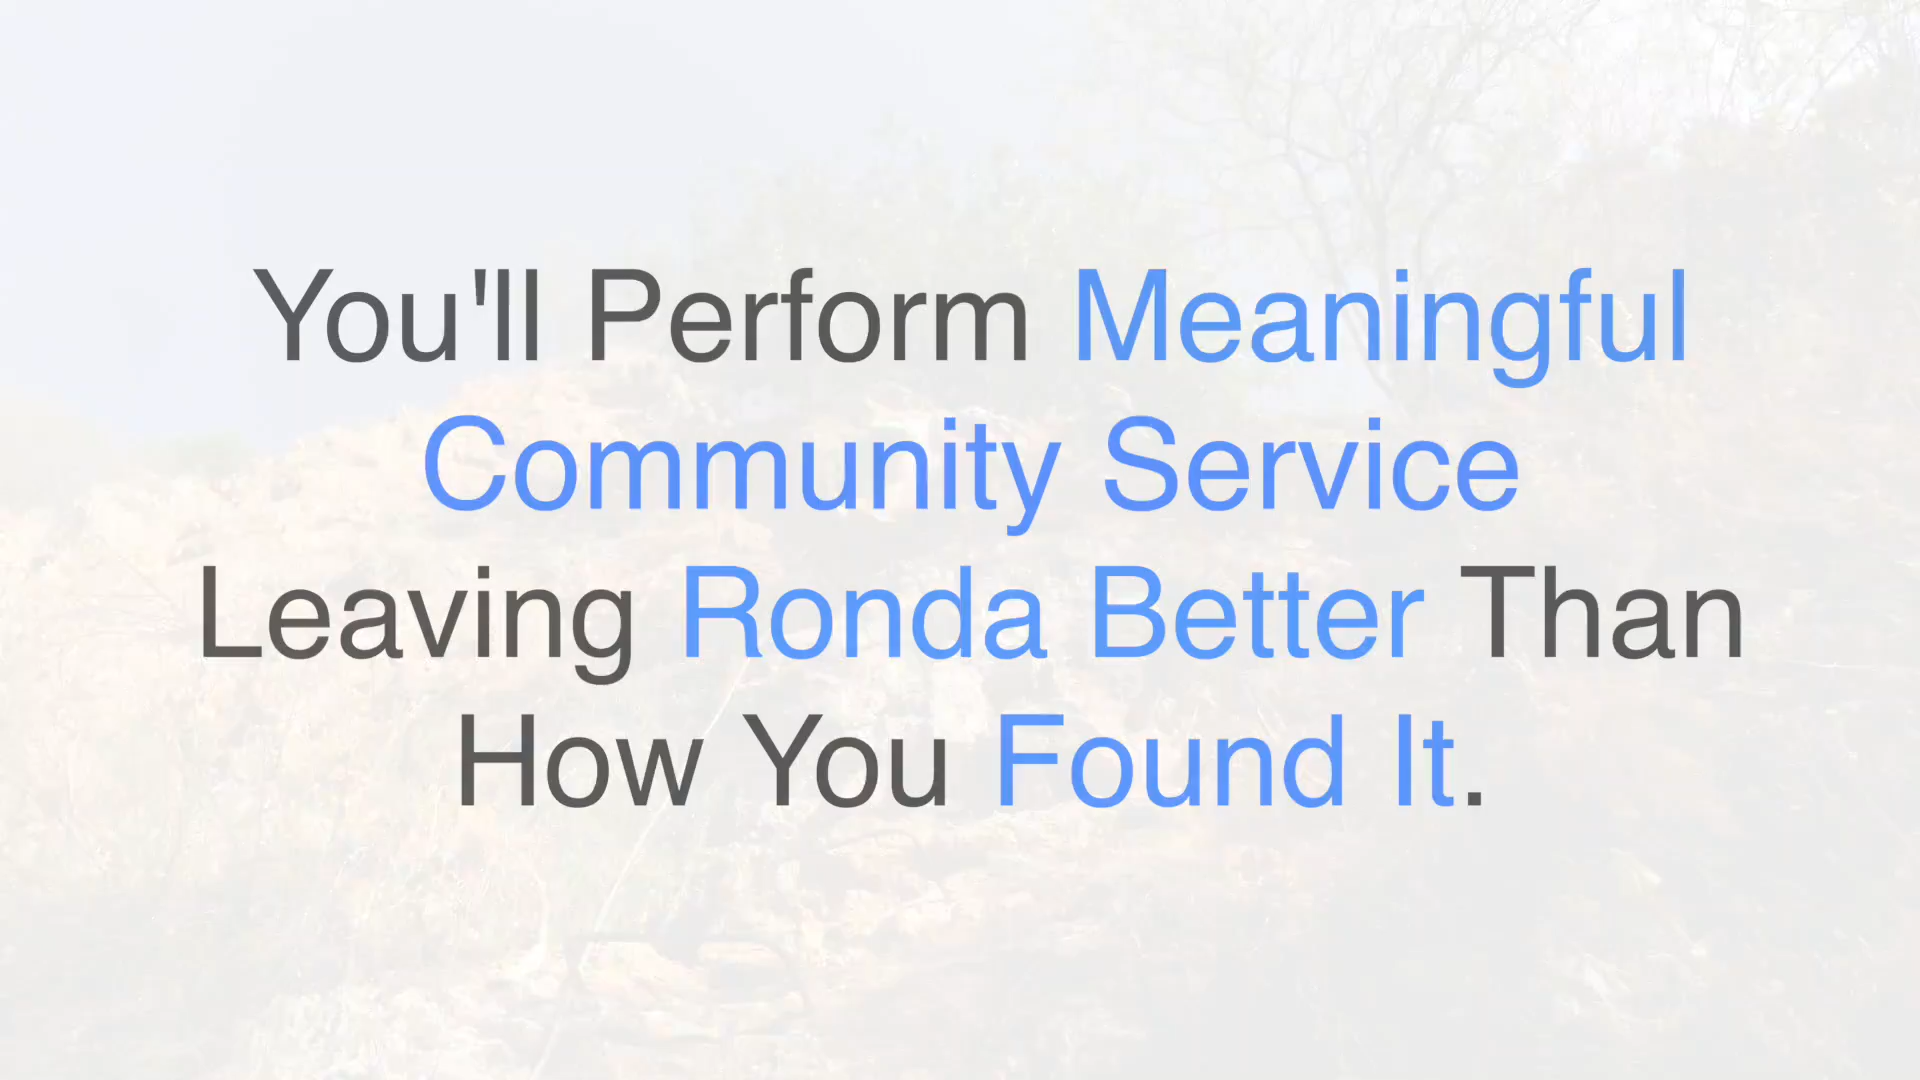 You'll Perform Meaningful
Community Service
Leaving Ronda Better Than
How You Found It.